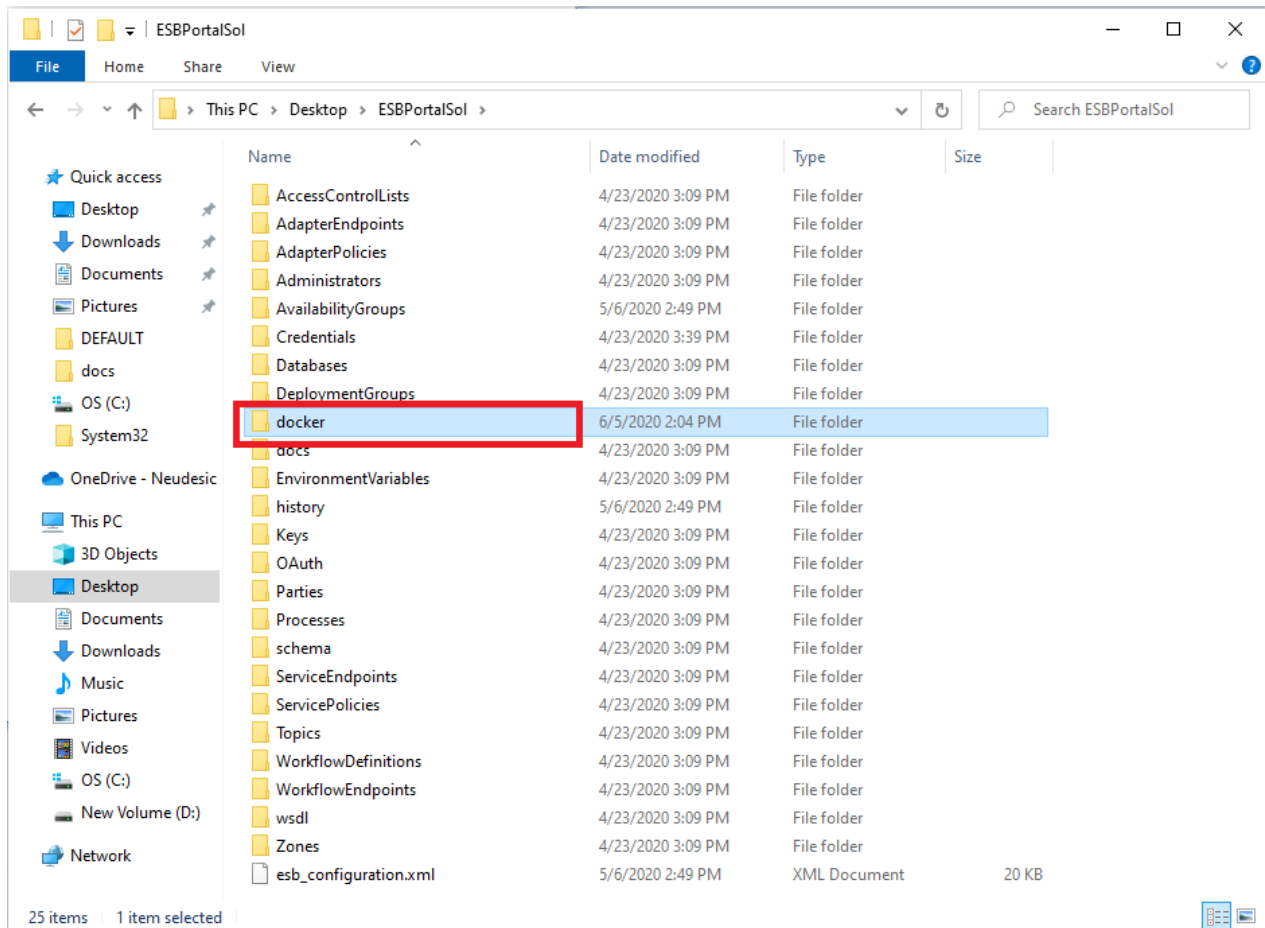 ESBPortalSol
File Home Share View
This PC Desktop ESBPortalSol
Search ESBPortalSol
Quick access
Desktop
Downloads
Documents
Pictures
DEFAULT
docs
OS (C:)
System32
OneDrive - Neudesic
This PC
3D Objects
Desktop
Documents
Downloads
Music
Pictures
Videos
OS (C:)
New Volume (D:)
Network
Name Date modified Type Size
AccessControlLists 4/23/2020 3:09 PM File folder
AdapterEndpoints 4/23/2020 3:09 PM File folder
AdapterPolicies 4/23/2020 3:09 PM File folder
Administrators 4/23/2020 3:09 PM File folder
AvailabilityGroups 5/6/2020 2:49 PM File folder
Credentials 4/23/2020 3:39 PM File folder
Databases 4/23/2020 3:09 PM File folder
DeploymentGroups 4/23/2020 3:09 PM File folder
docker 6/5/2020 2:04 PM File folder
docs 4/23/2020 3:09 PM File folder
EnvironmentVariables 4/23/2020 3:09 PM File folder
history 5/6/2020 2:49 PM File folder
Keys 4/23/2020 3:09 PM File folder
OAuth 4/23/2020 3:09 PM File folder
Parties 4/23/2020 3:09 PM File folder
Processes 4/23/2020 3:09 PM File folder
schema 4/23/2020 3:09 PM File folder
ServiceEndpoints 4/23/2020 3:09 PM File folder
ServicePolicies 4/23/2020 3:09 PM File folder
Topics 4/23/2020 3:09 PM File folder
WorkflowDefinitions 4/23/2020 3:09 PM File folder
WorkflowEndpoints 4/23/2020 3:09 PM File folder
wsdl 4/23/2020 3:09 PM File folder
Zones 4/23/2020 3:09 PM File folder
esb_configuration.xml 5/6/2020 2:49 PM XML Document 20 KB
25 items 1 item selected